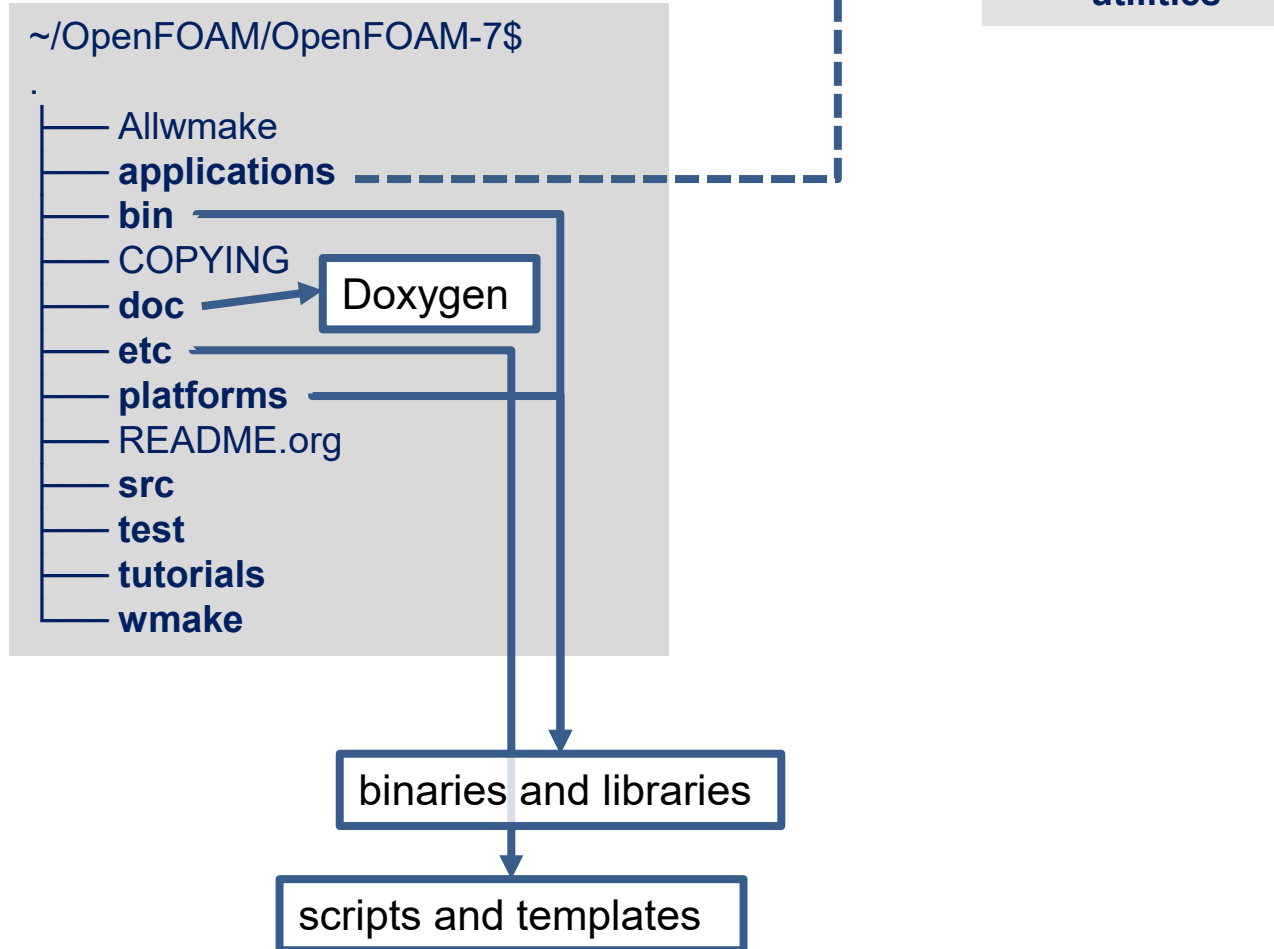 utilities
~/OpenFOAM/OpenFOAM-7$
.
Allwmake
applications
bin
COPYING
doc
Doxygen
etc
platforms
README.org
src
test
tutorials
wmake
binaries and libraries
scripts and templates